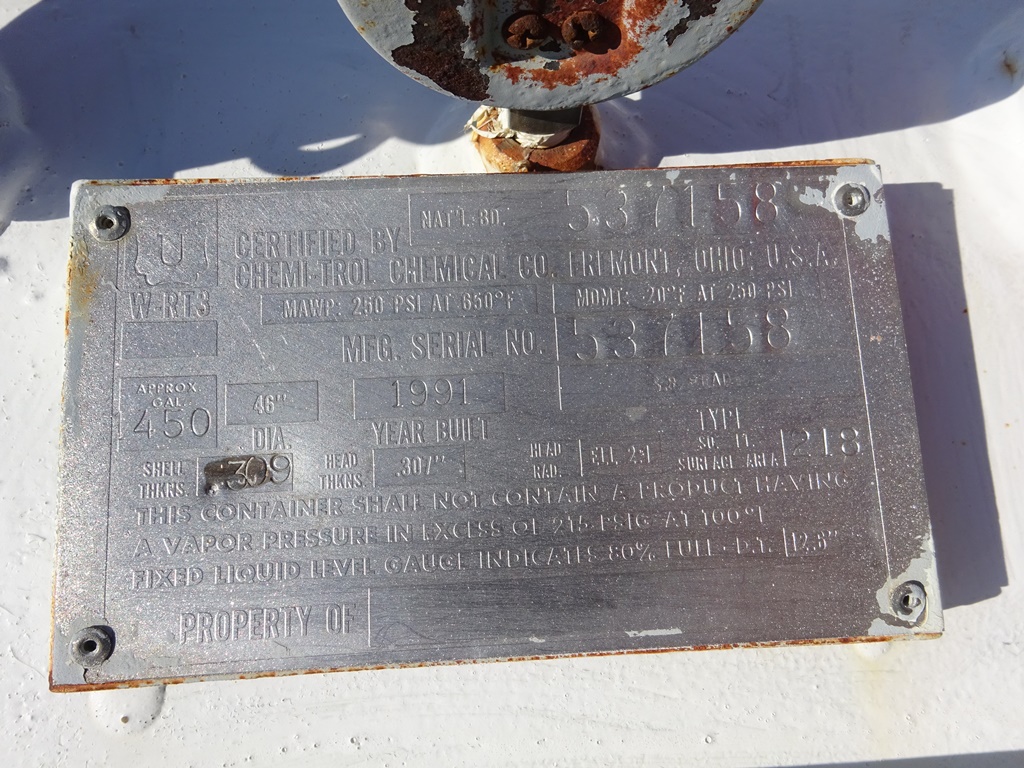 U
NAT'L. BD. 537158
CERTIFIED BY
CHEMI-TROL CHEMICAL CO. FREMONT, OHIO; U.S.A.
W-RT3
MAWP: 250 PSI AT 650°F
MDMT: -20°F AT 250 PSI
MFG. SERIAL NO. 537158
APPROX. GAL. 450
46" DIA.
1991 YEAR BUILT
TYPE
SHELL THKNS. .309
HEAD THKNS. .307"
HEAD RAD. ELL. 2:1
SQ. FT. SURFACE AREA 218
THIS CONTAINER SHALL NOT CONTAIN A PRODUCT HAVING
A VAPOR PRESSURE IN EXCESS OF 215 PSIG AT 100°F
FIXED LIQUID LEVEL GAUGE INDICATES 80% FULL - D.T. 12.8"
PROPERTY OF